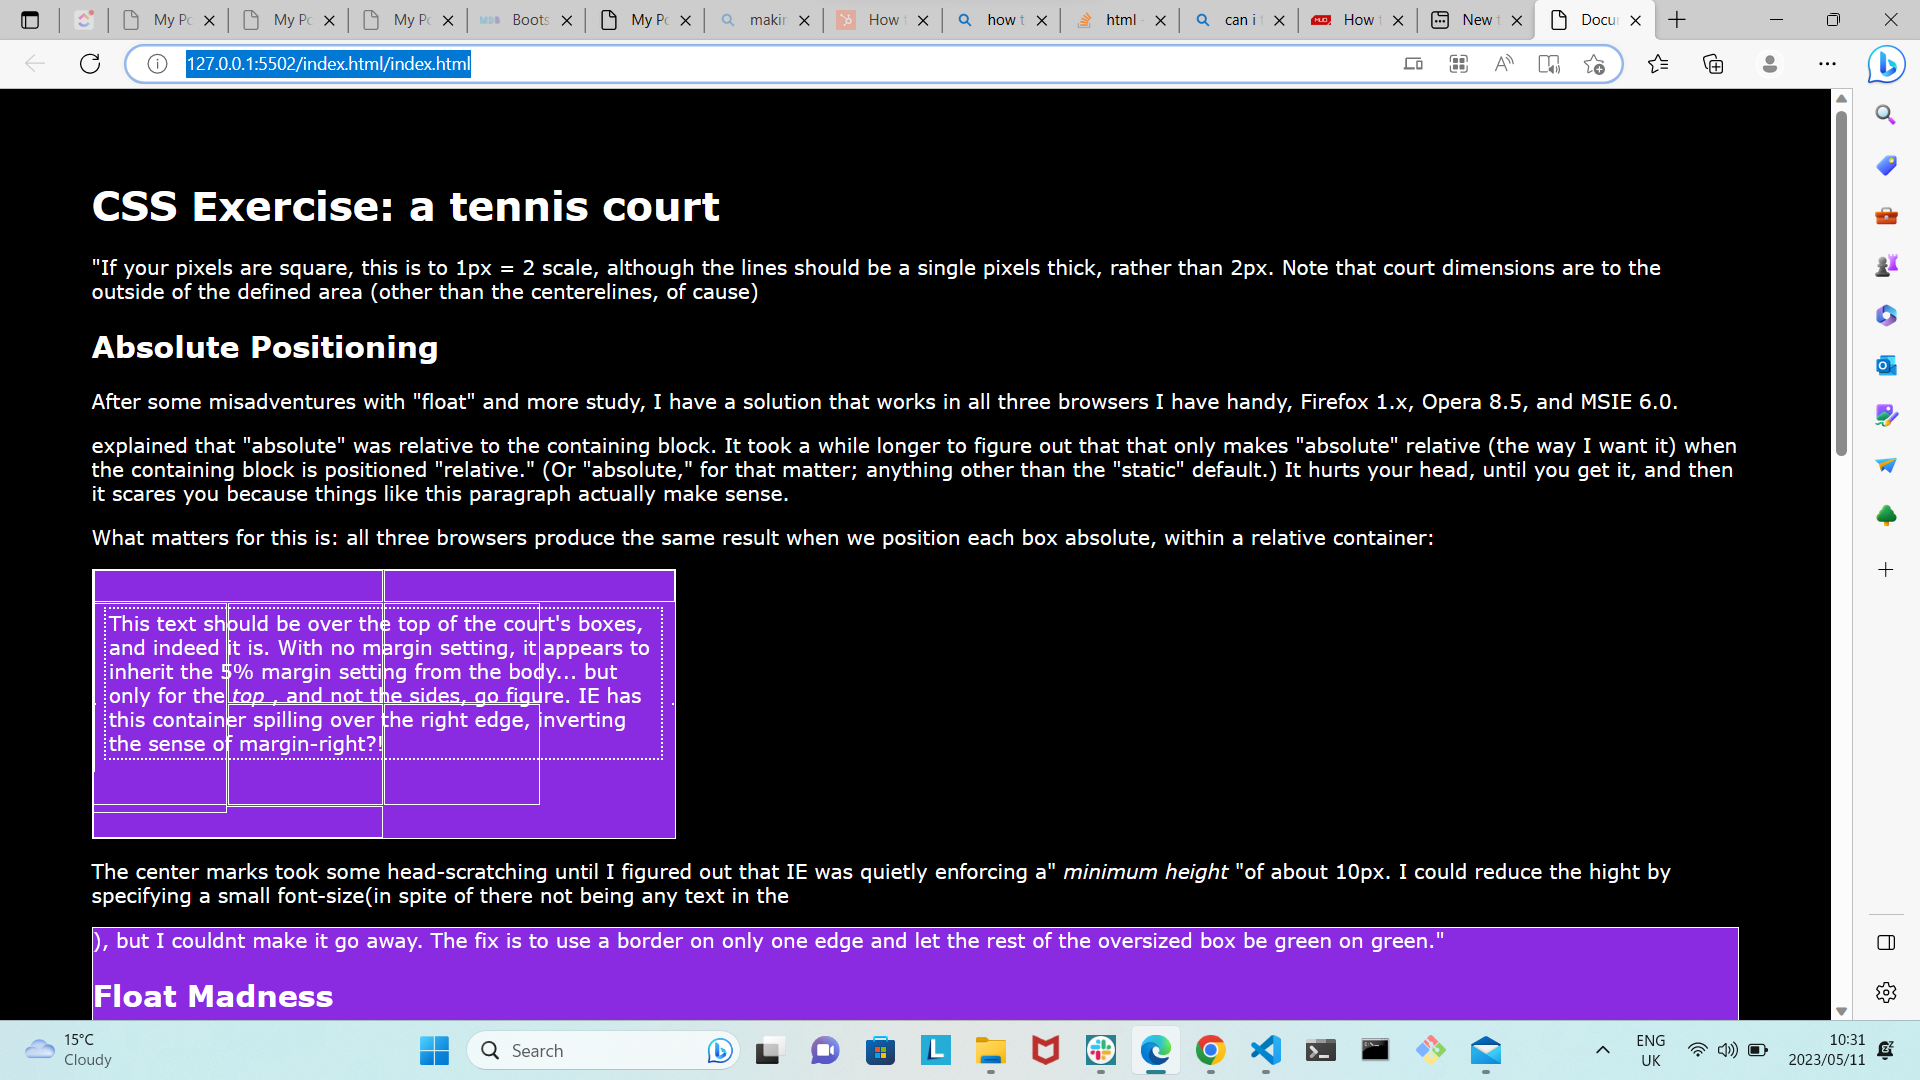 My Po
My Po
My Po
Boots
My Po
makin
How t
how t
html
can i f
How t
New t
Docu
127.0.0.1:5502/index.html/index.html
CSS Exercise: a tennis court
"If your pixels are square, this is to 1px = 2 scale, although the lines should be a single pixels thick, rather than 2px. Note that court dimensions are to the
outside of the defined area (other than the centerelines, of cause)
Absolute Positioning
After some misadventures with "float" and more study, I have a solution that works in all three browsers I have handy, Firefox 1.x, Opera 8.5, and MSIE 6.0.
explained that "absolute" was relative to the containing block. It took a while longer to figure out that that only makes "absolute" relative (the way I want it) when
the containing block is positioned "relative." (Or "absolute," for that matter; anything other than the "static" default.) It hurts your head, until you get it, and then
it scares you because things like this paragraph actually make sense.
What matters for this is: all three browsers produce the same result when we position each box absolute, within a relative container:
This text should be over the top of the court's boxes,
and indeed it is. With no margin setting, it appears to
inherit the 5% margin setting from the body... but
only for the top , and not the sides, go figure. IE has
this container spilling over the right edge, inverting
the sense of margin-right?!
The center marks took some head-scratching until I figured out that IE was quietly enforcing a" minimum height "of about 10px. I could reduce the hight by
specifying a small font-size(in spite of there not being any text in the
), but I couldnt make it go away. The fix is to use a border on only one edge and let the rest of the oversized box be green on green."
Float Madness
15°C
Cloudy
Search
ENG
UK
10:31
2023/05/11